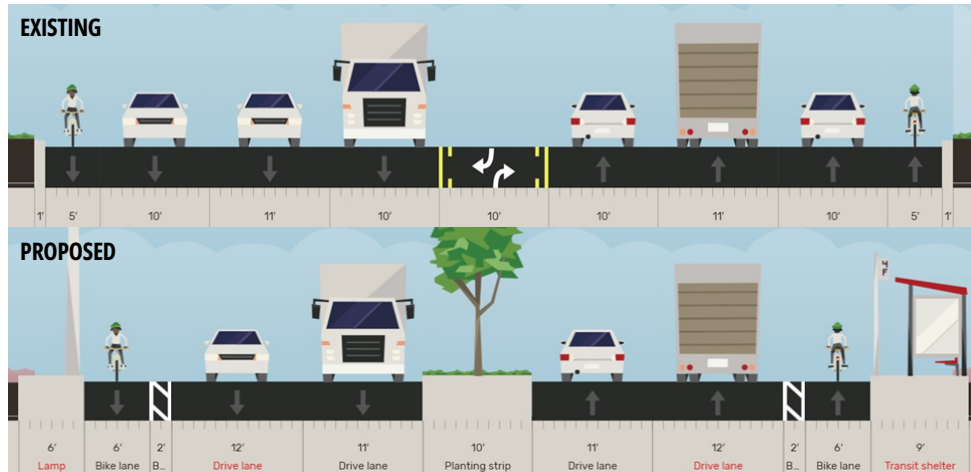 EXISTING
1' 5' 10' 11' 10' 10' 10' 11' 10' 5' 1'
PROPOSED
6' 6' 2' 12' 11' 10' 11' 12' 2' 6' 9'
Lamp Bike lane B... Drive lane Drive lane Planting strip Drive lane Drive lane B... Bike lane Transit shelter